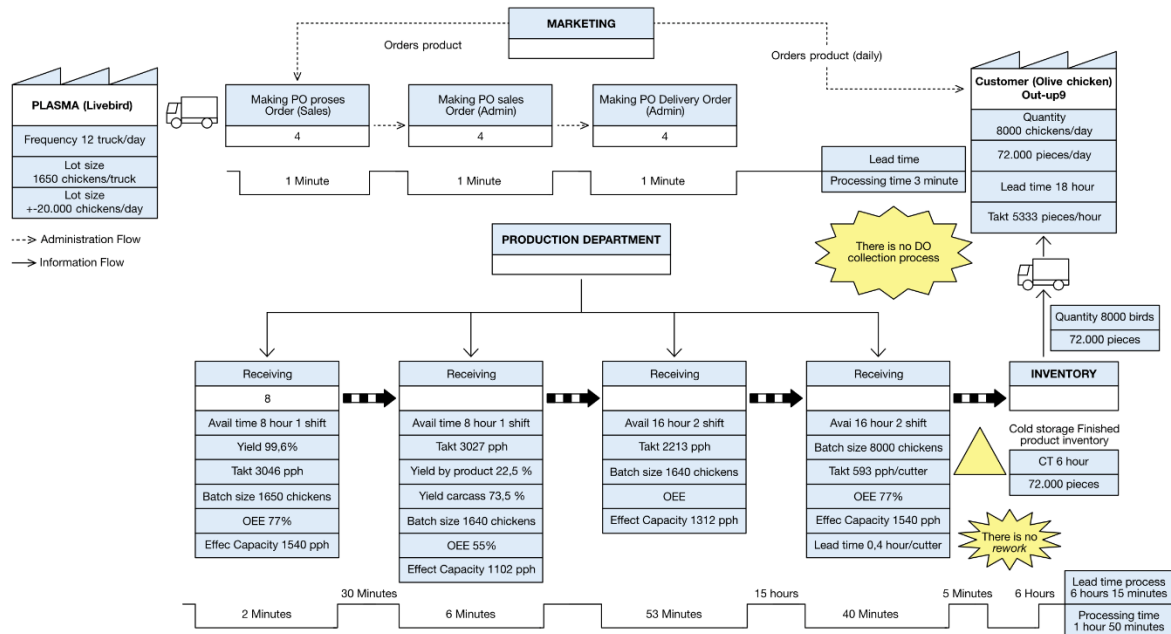 MARKETING
Orders product
Orders product (daily)
PLASMA (Livebird)
Frequency 12 truck/day
Lot size
1650 chickens/truck
Lot size
+-20.000 chickens/day
Making PO proses
Order (Sales)
4
Making PO sales
Order (Admin)
4
Making PO Delivery Order
(Admin)
4
1 Minute
1 Minute
1 Minute
Lead time
Processing time 3 minute
Customer (Olive chicken)
Out-up9
Quantity
8000 chickens/day
72.000 pieces/day
Lead time 18 hour
Takt 5333 pieces/hour
Administration Flow
Information Flow
PRODUCTION DEPARTMENT
There is no DO
collection process
Quantity 8000 birds
72.000 pieces
Receiving
8
Avail time 8 hour 1 shift
Yield 99,6%
Takt 3046 pph
Batch size 1650 chickens
OEE 77%
Effec Capacity 1540 pph
Receiving
Avail time 8 hour 1 shift
Takt 3027 pph
Yield by product 22,5 %
Yield carcass 73,5 %
Batch size 1640 chickens
OEE 55%
Effect Capacity 1102 pph
Receiving
Avail 16 hour 2 shift
Takt 2213 pph
Batch size 1640 chickens
OEE
Effect Capacity 1312 pph
Receiving
Avai 16 hour 2 shift
Batch size 8000 chickens
Takt 593 pph/cutter
OEE 77%
Effec Capacity 1540 pph
Lead time 0,4 hour/cutter
INVENTORY
Cold storage Finished
product inventory
CT 6 hour
72.000 pieces
There is no
rework
2 Minutes
30 Minutes
6 Minutes
53 Minutes
15 hours
40 Minutes
5 Minutes
6 Hours
Lead time process
6 hours 15 minutes
Processing time
1 hour 50 minutes